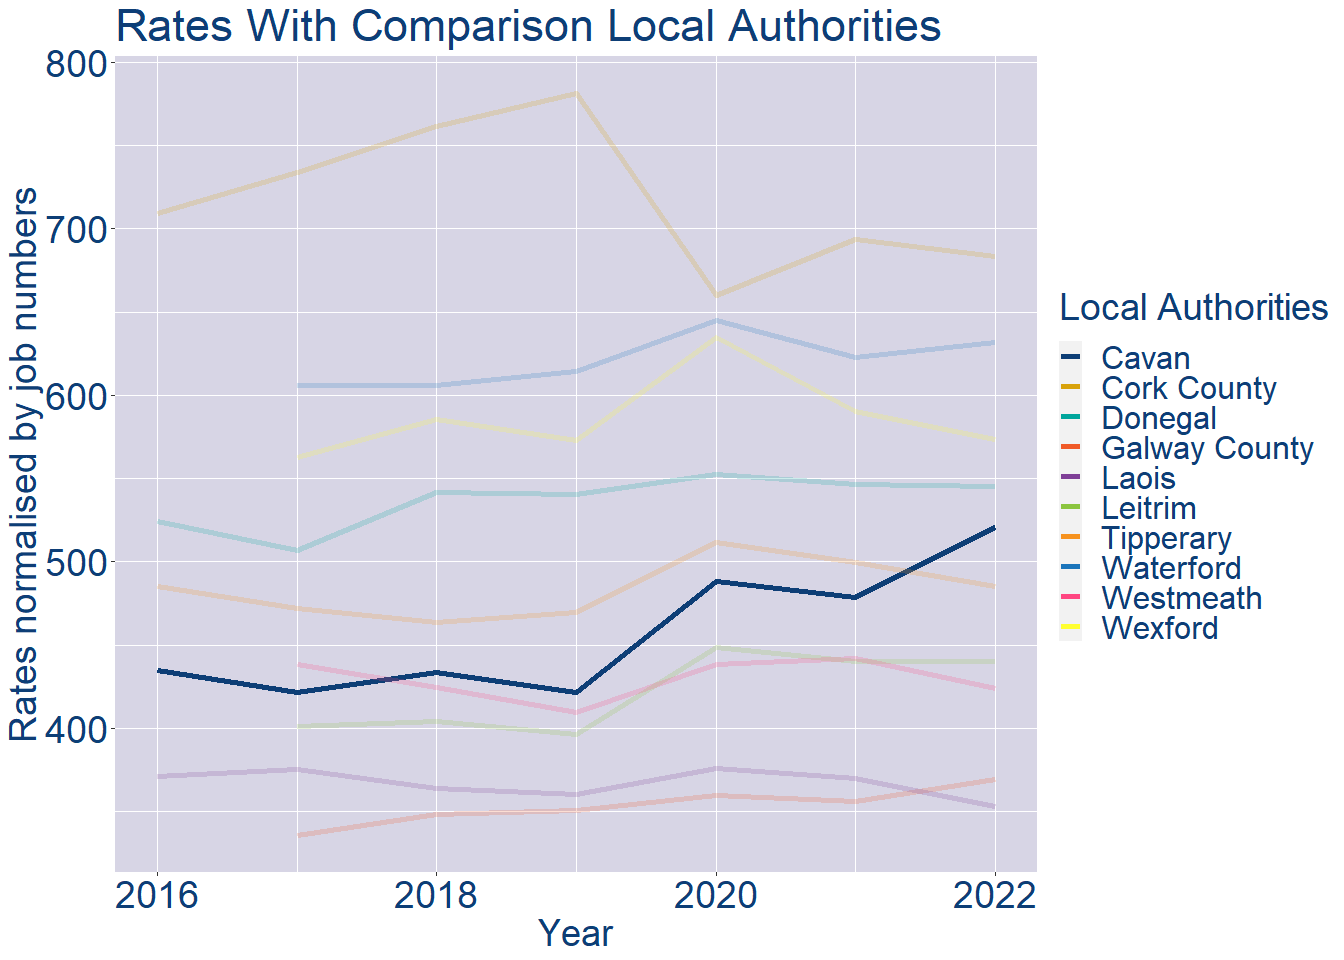 Rates With Comparison Local Authorities
800
700
600
500
400
Rates normalised by job numbers
2016
2018
2020
2022
Year
Local Authorities
Cavan
Cork County
Donegal
Galway County
Laois
Leitrim
Tipperary
Waterford
Westmeath
Wexford